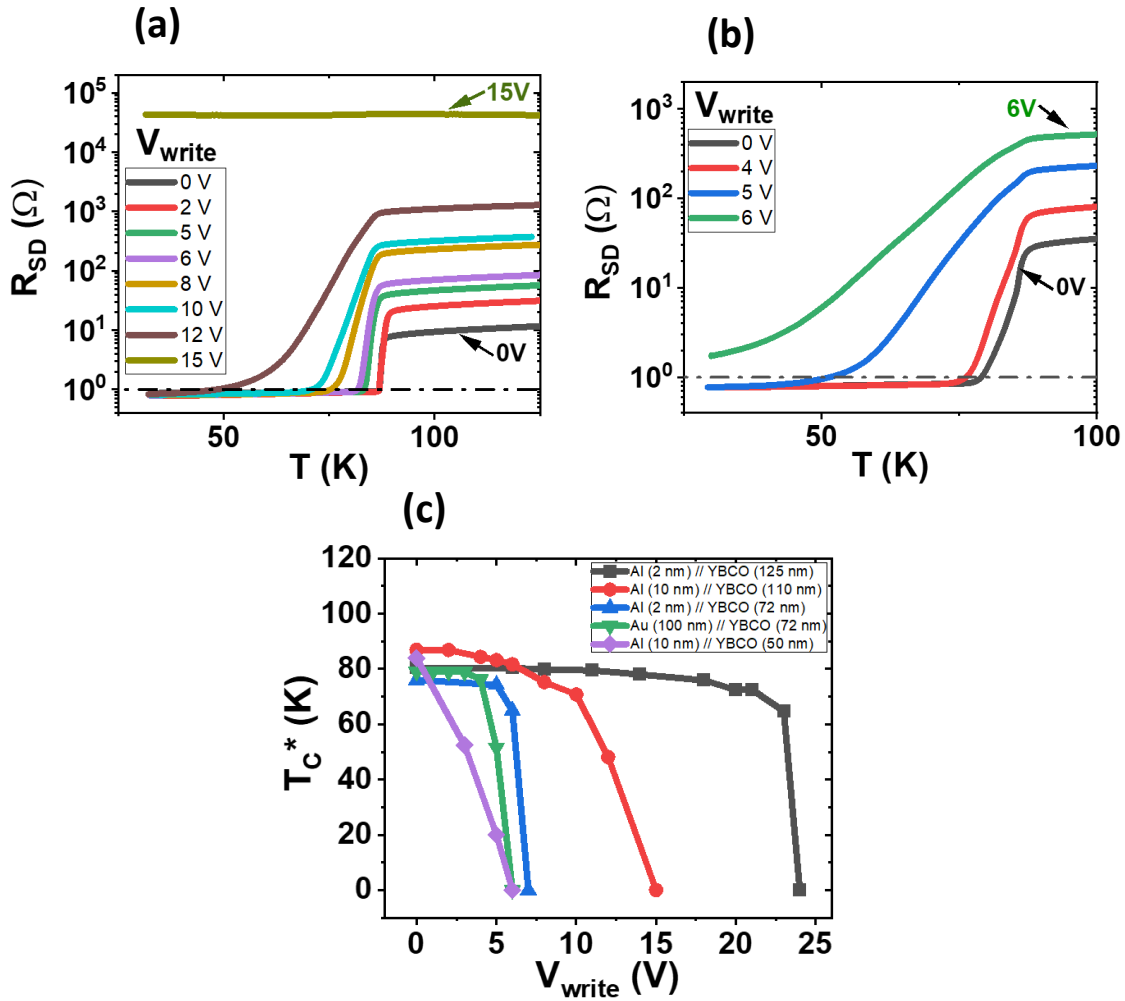 (a)
10⁵
10⁴
10³
10²
10¹
10⁰
R_SD (Ω)
15V
V_write
0 V
2 V
5 V
6 V
8 V
10 V
12 V
15 V
0V
50
100
T (K)
(b)
10³
10²
10¹
10⁰
R_SD (Ω)
V_write
0 V
4 V
5 V
6 V
6V
0V
50
100
T (K)
(c)
120
100
80
60
40
20
0
T_C* (K)
Al (2 nm) // YBCO (125 nm)
Al (10 nm) // YBCO (110 nm)
Al (2 nm) // YBCO (72 nm)
Au (100 nm) // YBCO (72 nm)
Al (10 nm) // YBCO (50 nm)
0
5
10
15
20
25
V_write (V)